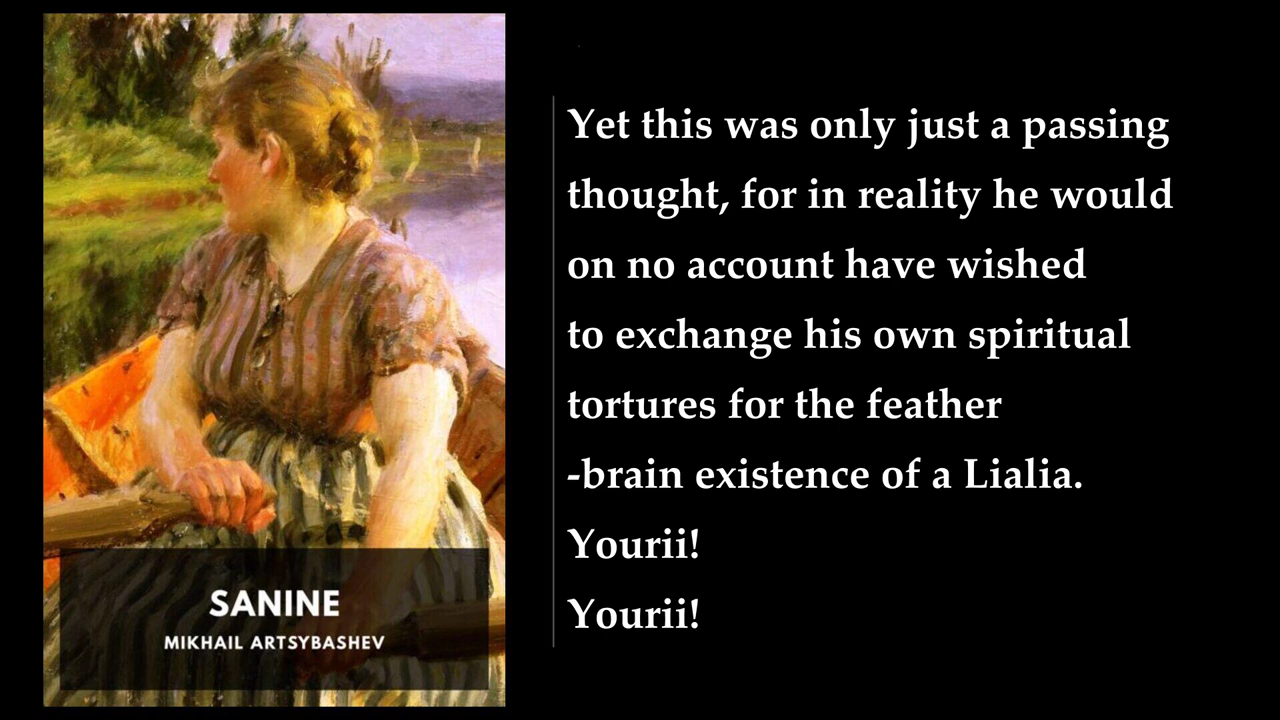 SANINE
MIKHAIL ARTSYBASHEV
Yet this was only just a passing
thought, for in reality he would
on no account have wished
to exchange his own spiritual
tortures for the feather
-brain existence of a Lialia.
Yourii!
Yourii!